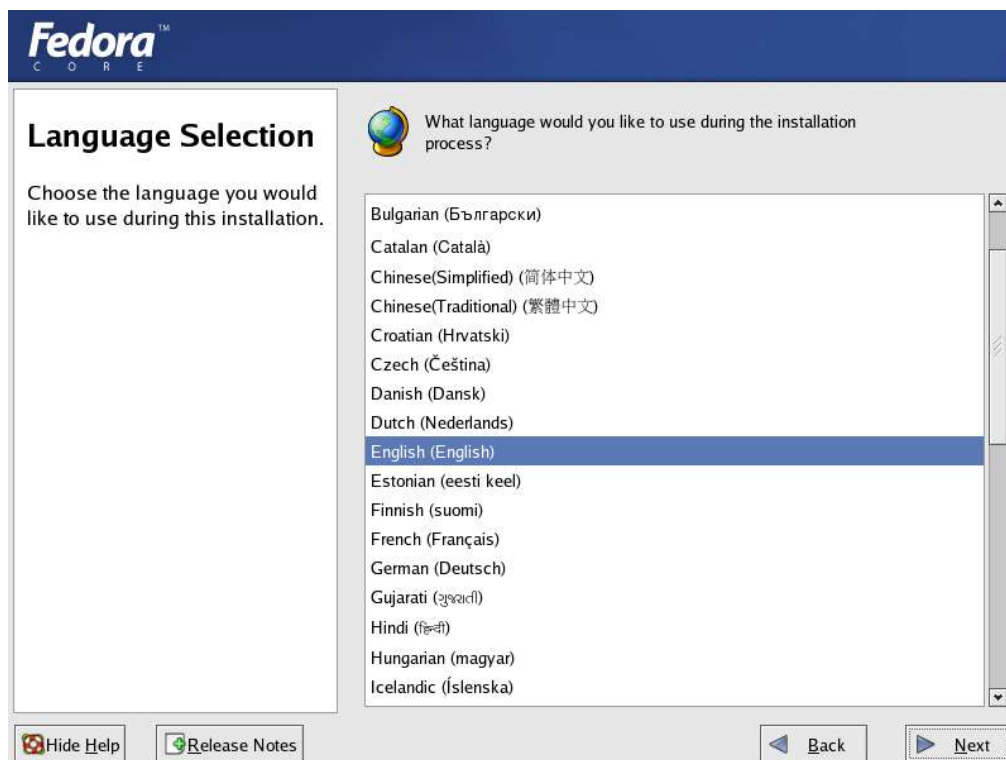 Fedora™
CORE
Language Selection
Choose the language you would
like to use during this installation.
What language would you like to use during the installation
process?
Bulgarian (Български)
Catalan (Català)
Chinese(Simplified) (简体中文)
Chinese(Traditional) (繁體中文)
Croatian (Hrvatski)
Czech (Čeština)
Danish (Dansk)
Dutch (Nederlands)
English (English)
Estonian (eesti keel)
Finnish (suomi)
French (Français)
German (Deutsch)
Gujarati (ગુજરાતી)
Hindi (हिन्दी)
Hungarian (magyar)
Icelandic (Íslenska)
Hide Help
Release Notes
Back
Next